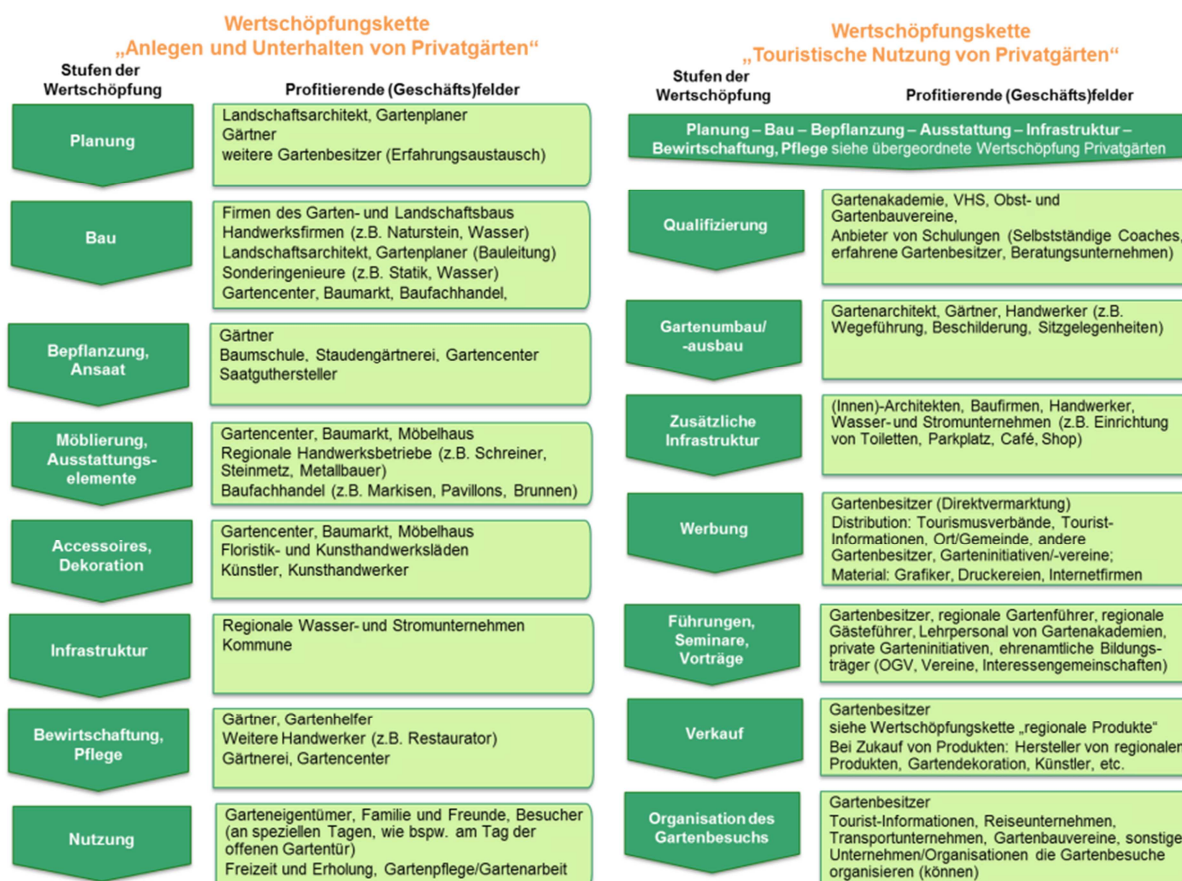 Wertschöpfungskette
„Anlegen und Unterhalten von Privatgärten“
Stufen der
Wertschöpfung
Profitierende (Geschäfts)felder
Planung
Landschaftsarchitekt, Gartenplaner
Gärtner
weitere Gartenbesitzer (Erfahrungsaustausch)
Bau
Firmen des Garten- und Landschaftsbaus
Handwerksfirmen (z.B. Naturstein, Wasser)
Landschaftsarchitekt, Gartenplaner (Bauleitung)
Sonderingenieure (z.B. Statik, Wasser)
Gartencenter, Baumarkt, Baufachhandel,
Bepflanzung,
Ansaat
Gärtner
Baumschule, Staudengärtnerei, Gartencenter
Saatguthersteller
Möblierung,
Ausstattungs-
elemente
Gartencenter, Baumarkt, Möbelhaus
Regionale Handwerksbetriebe (z.B. Schreiner,
Steinmetz, Metallbauer)
Baufachhandel (z.B. Markisen, Pavillons, Brunnen)
Accessoires,
Dekoration
Gartencenter, Baumarkt, Möbelhaus
Floristik- und Kunsthandwerksläden
Künstler, Kunsthandwerker
Infrastruktur
Regionale Wasser- und Stromunternehmen
Kommune
Bewirtschaftung,
Pflege
Gärtner, Gartenhelfer
Weitere Handwerker (z.B. Restaurator)
Gärtnerei, Gartencenter
Nutzung
Garteneigentümer, Familie und Freunde, Besucher
(an speziellen Tagen, wie bspw. am Tag der
offenen Gartentür)
Freizeit und Erholung, Gartenpflege/Gartenarbeit
Wertschöpfungskette
„Touristische Nutzung von Privatgärten“
Stufen der
Wertschöpfung
Profitierende (Geschäfts)felder
Planung – Bau – Bepflanzung – Ausstattung – Infrastruktur –
Bewirtschaftung, Pflege siehe übergeordnete Wertschöpfung Privatgärten
Qualifizierung
Gartenakademie, VHS, Obst- und
Gartenbauvereine,
Anbieter von Schulungen (Selbstständige Coaches,
erfahrene Gartenbesitzer, Beratungsunternehmen)
Gartenumbau/
-ausbau
Gartenarchitekt, Gärtner, Handwerker (z.B.
Wegeführung, Beschilderung, Sitzgelegenheiten)
Zusätzliche
Infrastruktur
(Innen)-Architekten, Baufirmen, Handwerker,
Wasser- und Stromunternehmen (z.B. Einrichtung
von Toiletten, Parkplatz, Café, Shop)
Werbung
Gartenbesitzer (Direktvermarktung)
Distribution: Tourismusverbände, Tourist-
Informationen, Ort/Gemeinde, andere
Gartenbesitzer, Garteninitiativen/-vereine;
Material: Grafiker, Druckereien, Internetfirmen
Führungen,
Seminare,
Vorträge
Gartenbesitzer, regionale Gartenführer, regionale
Gästeführer, Lehrpersonal von Gartenakademien,
private Garteninitiativen, ehrenamtliche Bildungs-
träger (OGV, Vereine, Interessengemeinschaften)
Verkauf
Gartenbesitzer
siehe Wertschöpfungskette „regionale Produkte“
Bei Zukauf von Produkten: Hersteller von regionalen
Produkten, Gartendekoration, Künstler, etc.
Organisation des
Gartenbesuchs
Gartenbesitzer
Tourist-Informationen, Reiseunternehmen,
Transportunternehmen, Gartenbauvereine, sonstige
Unternehmen/Organisationen die Gartenbesuche
organisieren (können)